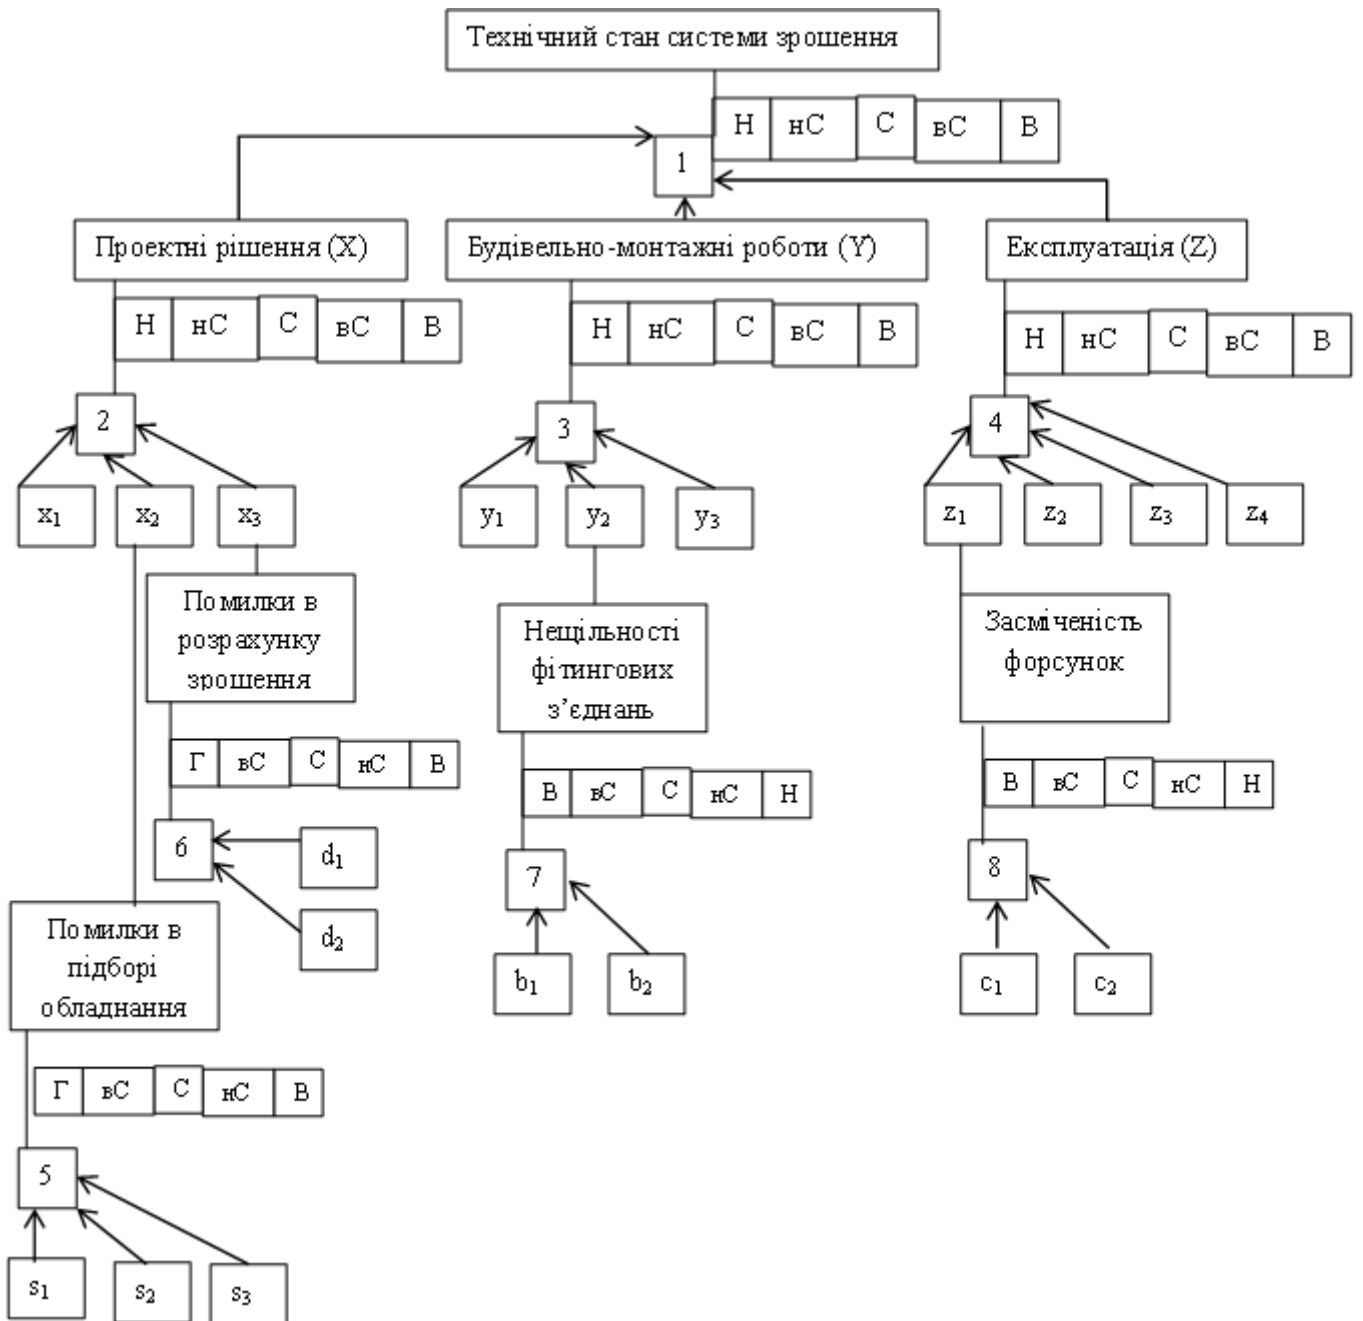 Технічний стан системи зрошення
Н нС С вС В
1
Проектні рішення (X)
Будівельно-монтажні роботи (Y)
Експлуатація (Z)
Н нС С вС В
Н нС С вС В
Н нС С вС В
2
3
4
x₁ x₂ x₃
y₁ y₂ y₃
z₁ z₂ z₃ z₄
Помилки в
розрахунку
зрошення
Нещільності
фітингових
з’єднань
Засміченість
форсунок
Г вС С нС В
В вС С нС Н
В вС С нС Н
6
d₁
d₂
7
b₁ b₂
8
c₁ c₂
Помилки в
підборі
обладнання
Г вС С нС В
5
s₁ s₂ s₃